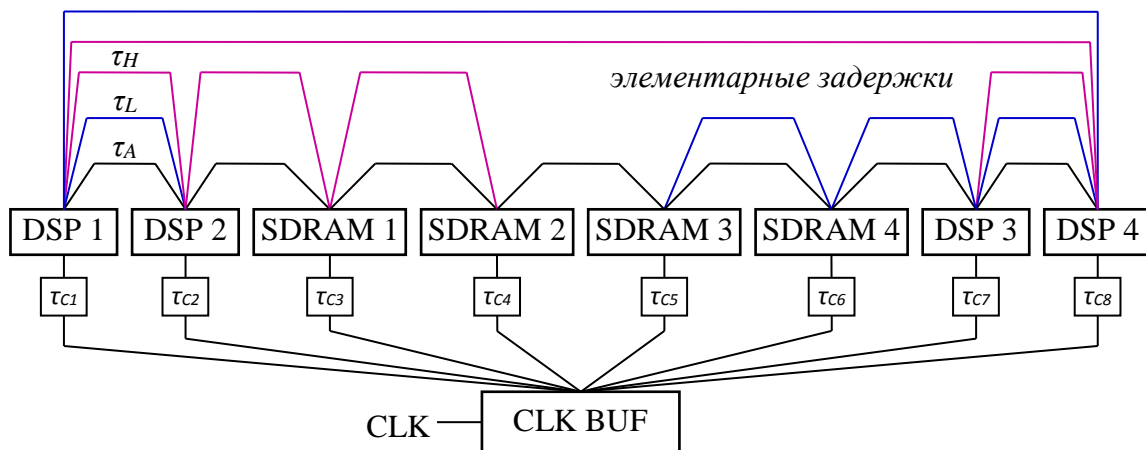 τH
элементарные задержки
τL
τA
DSP 1 DSP 2 SDRAM 1 SDRAM 2 SDRAM 3 SDRAM 4 DSP 3 DSP 4
τC1 τC2 τC3 τC4 τC5 τC6 τC7 τC8
CLK CLK BUF